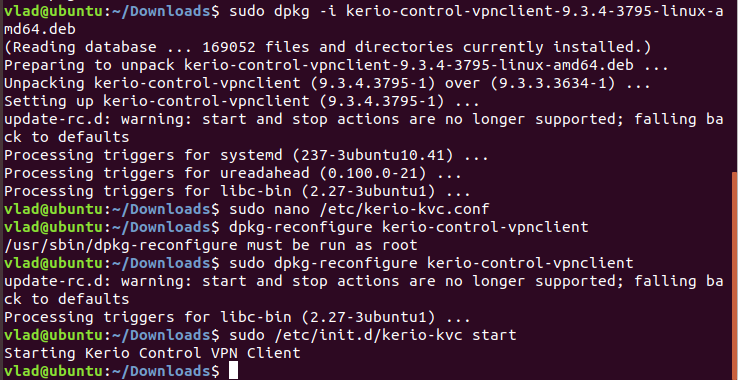 vlad@ubuntu:~/Downloads$ sudo dpkg -i kerio-control-vpnclient-9.3.4-3795-linux-a
md64.deb
(Reading database ... 169052 files and directories currently installed.)
Preparing to unpack kerio-control-vpnclient-9.3.4-3795-linux-amd64.deb ...
Unpacking kerio-control-vpnclient (9.3.4.3795-1) over (9.3.3.3634-1) ...
Setting up kerio-control-vpnclient (9.3.4.3795-1) ...
update-rc.d: warning: start and stop actions are no longer supported; falling ba
ck to defaults
Processing triggers for systemd (237-3ubuntu10.41) ...
Processing triggers for ureadahead (0.100.0-21) ...
Processing triggers for libc-bin (2.27-3ubuntu1) ...
vlad@ubuntu:~/Downloads$ sudo nano /etc/kerio-kvc.conf
vlad@ubuntu:~/Downloads$ dpkg-reconfigure kerio-control-vpnclient
/usr/sbin/dpkg-reconfigure must be run as root
vlad@ubuntu:~/Downloads$ sudo dpkg-reconfigure kerio-control-vpnclient
update-rc.d: warning: start and stop actions are no longer supported; falling ba
ck to defaults
Processing triggers for libc-bin (2.27-3ubuntu1) ...
vlad@ubuntu:~/Downloads$ sudo /etc/init.d/kerio-kvc start
Starting Kerio Control VPN Client
vlad@ubuntu:~/Downloads$